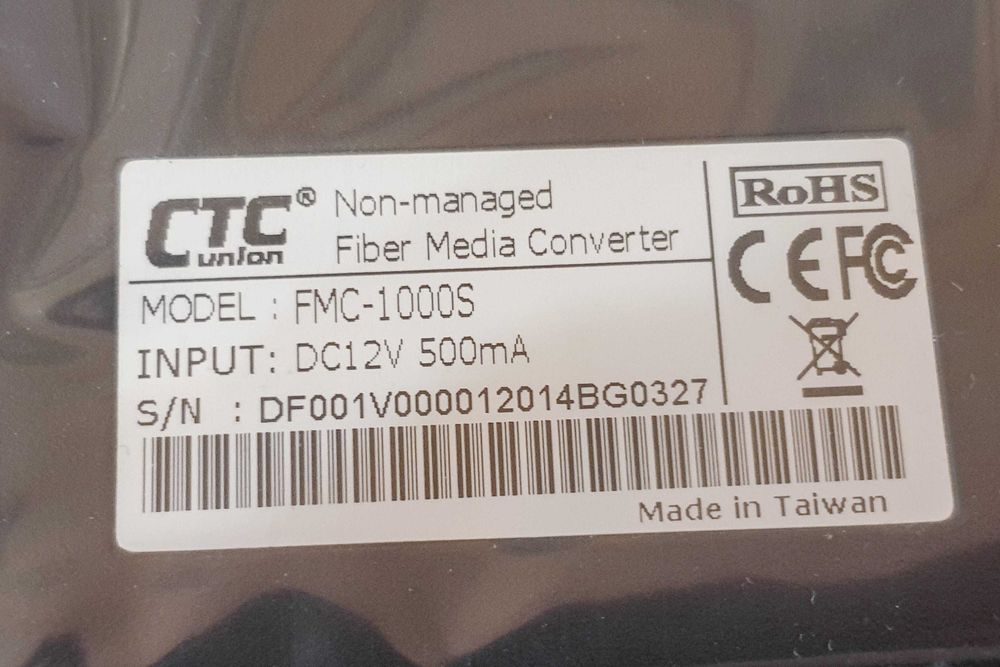 CTC union®
Non-managed
Fiber Media Converter
MODEL : FMC-1000S
INPUT: DC12V 500mA
S/N : DF001V000012014BG0327
Made in Taiwan
RoHS
CE FC